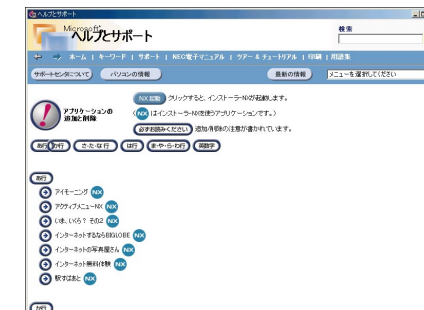 ヘルプとサポート
Microsoft
ヘルプとサポート
検索
ホーム | キーワード | サポート | NEC電子マニュアル | ツアー & チュートリアル | 印刷 | 用語集
サポートセンタについて パソコンの情報 最新の情報 メニューを選択してください
アプリケーションの
追加と削除
NX 起動 クリックすると、インストーラ-NXが起動します。
( NX はインストーラ-NXを使うアプリケーションです。)
必ずお読みください 追加/削除の注意が書かれています。
あ行 か行 さ・た・な行 は行 ま・や・ら・わ行 英数字
あ行
アイモーニング NX
アクティブメニューNX NX
いま、いくら? その2 NX
インターネットするならBIGLOBE NX
インターネットの写真屋さん NX
インターネット無料体験 NX
駅すぱあと NX
か行